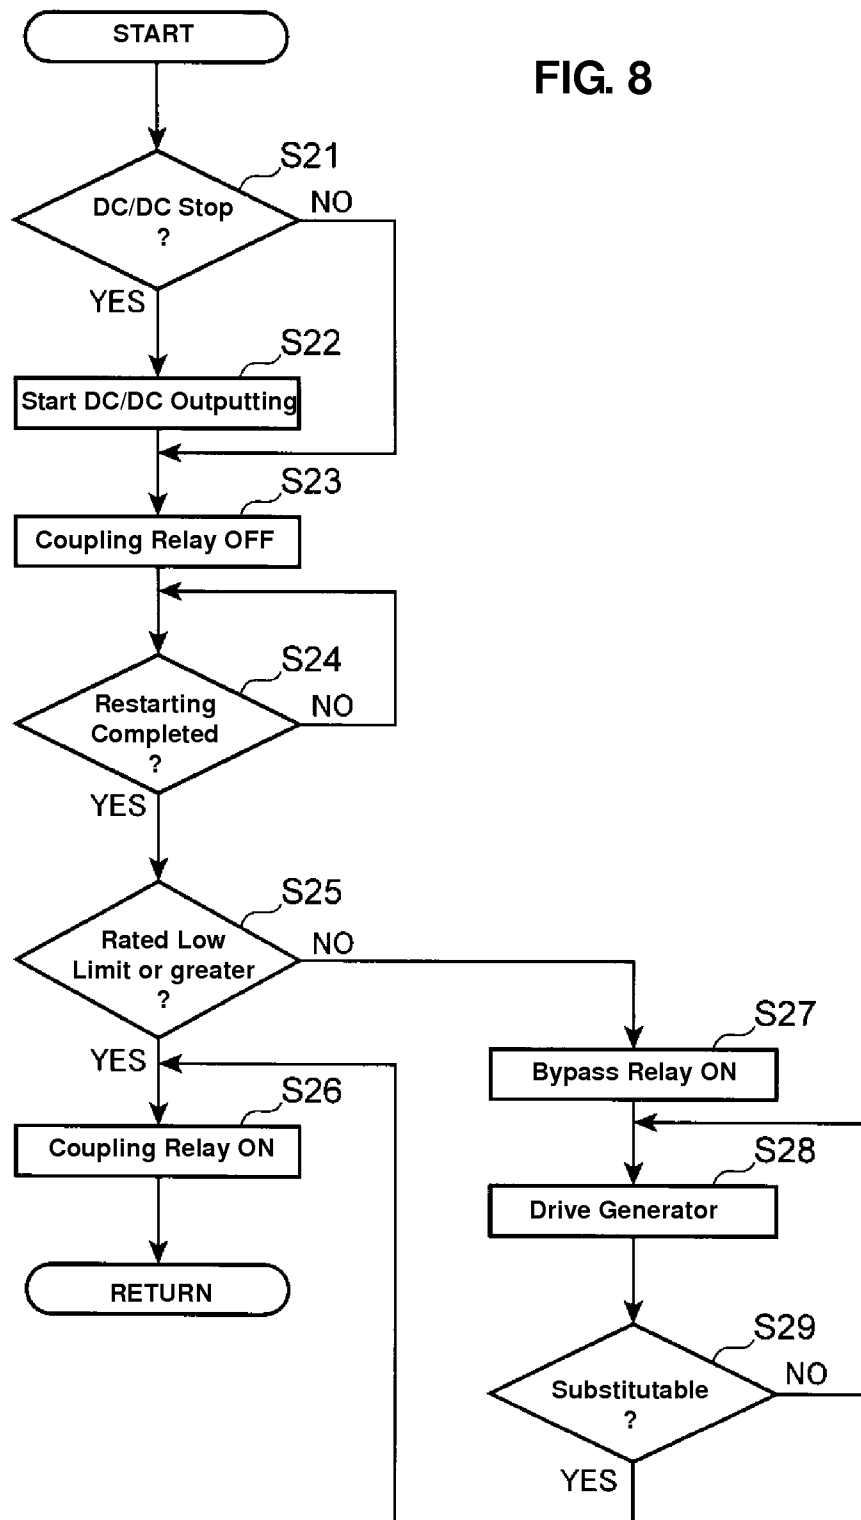 START
FIG. 8
S21
DC/DC Stop
?
NO
YES
S22
Start DC/DC Outputting
S23
Coupling Relay OFF
S24
Restarting
Completed
?
NO
YES
S25
Rated Low
Limit or greater
?
NO
YES
S27
Bypass Relay ON
S26
Coupling Relay ON
S28
Drive Generator
RETURN
S29
Substitutable
?
NO
YES